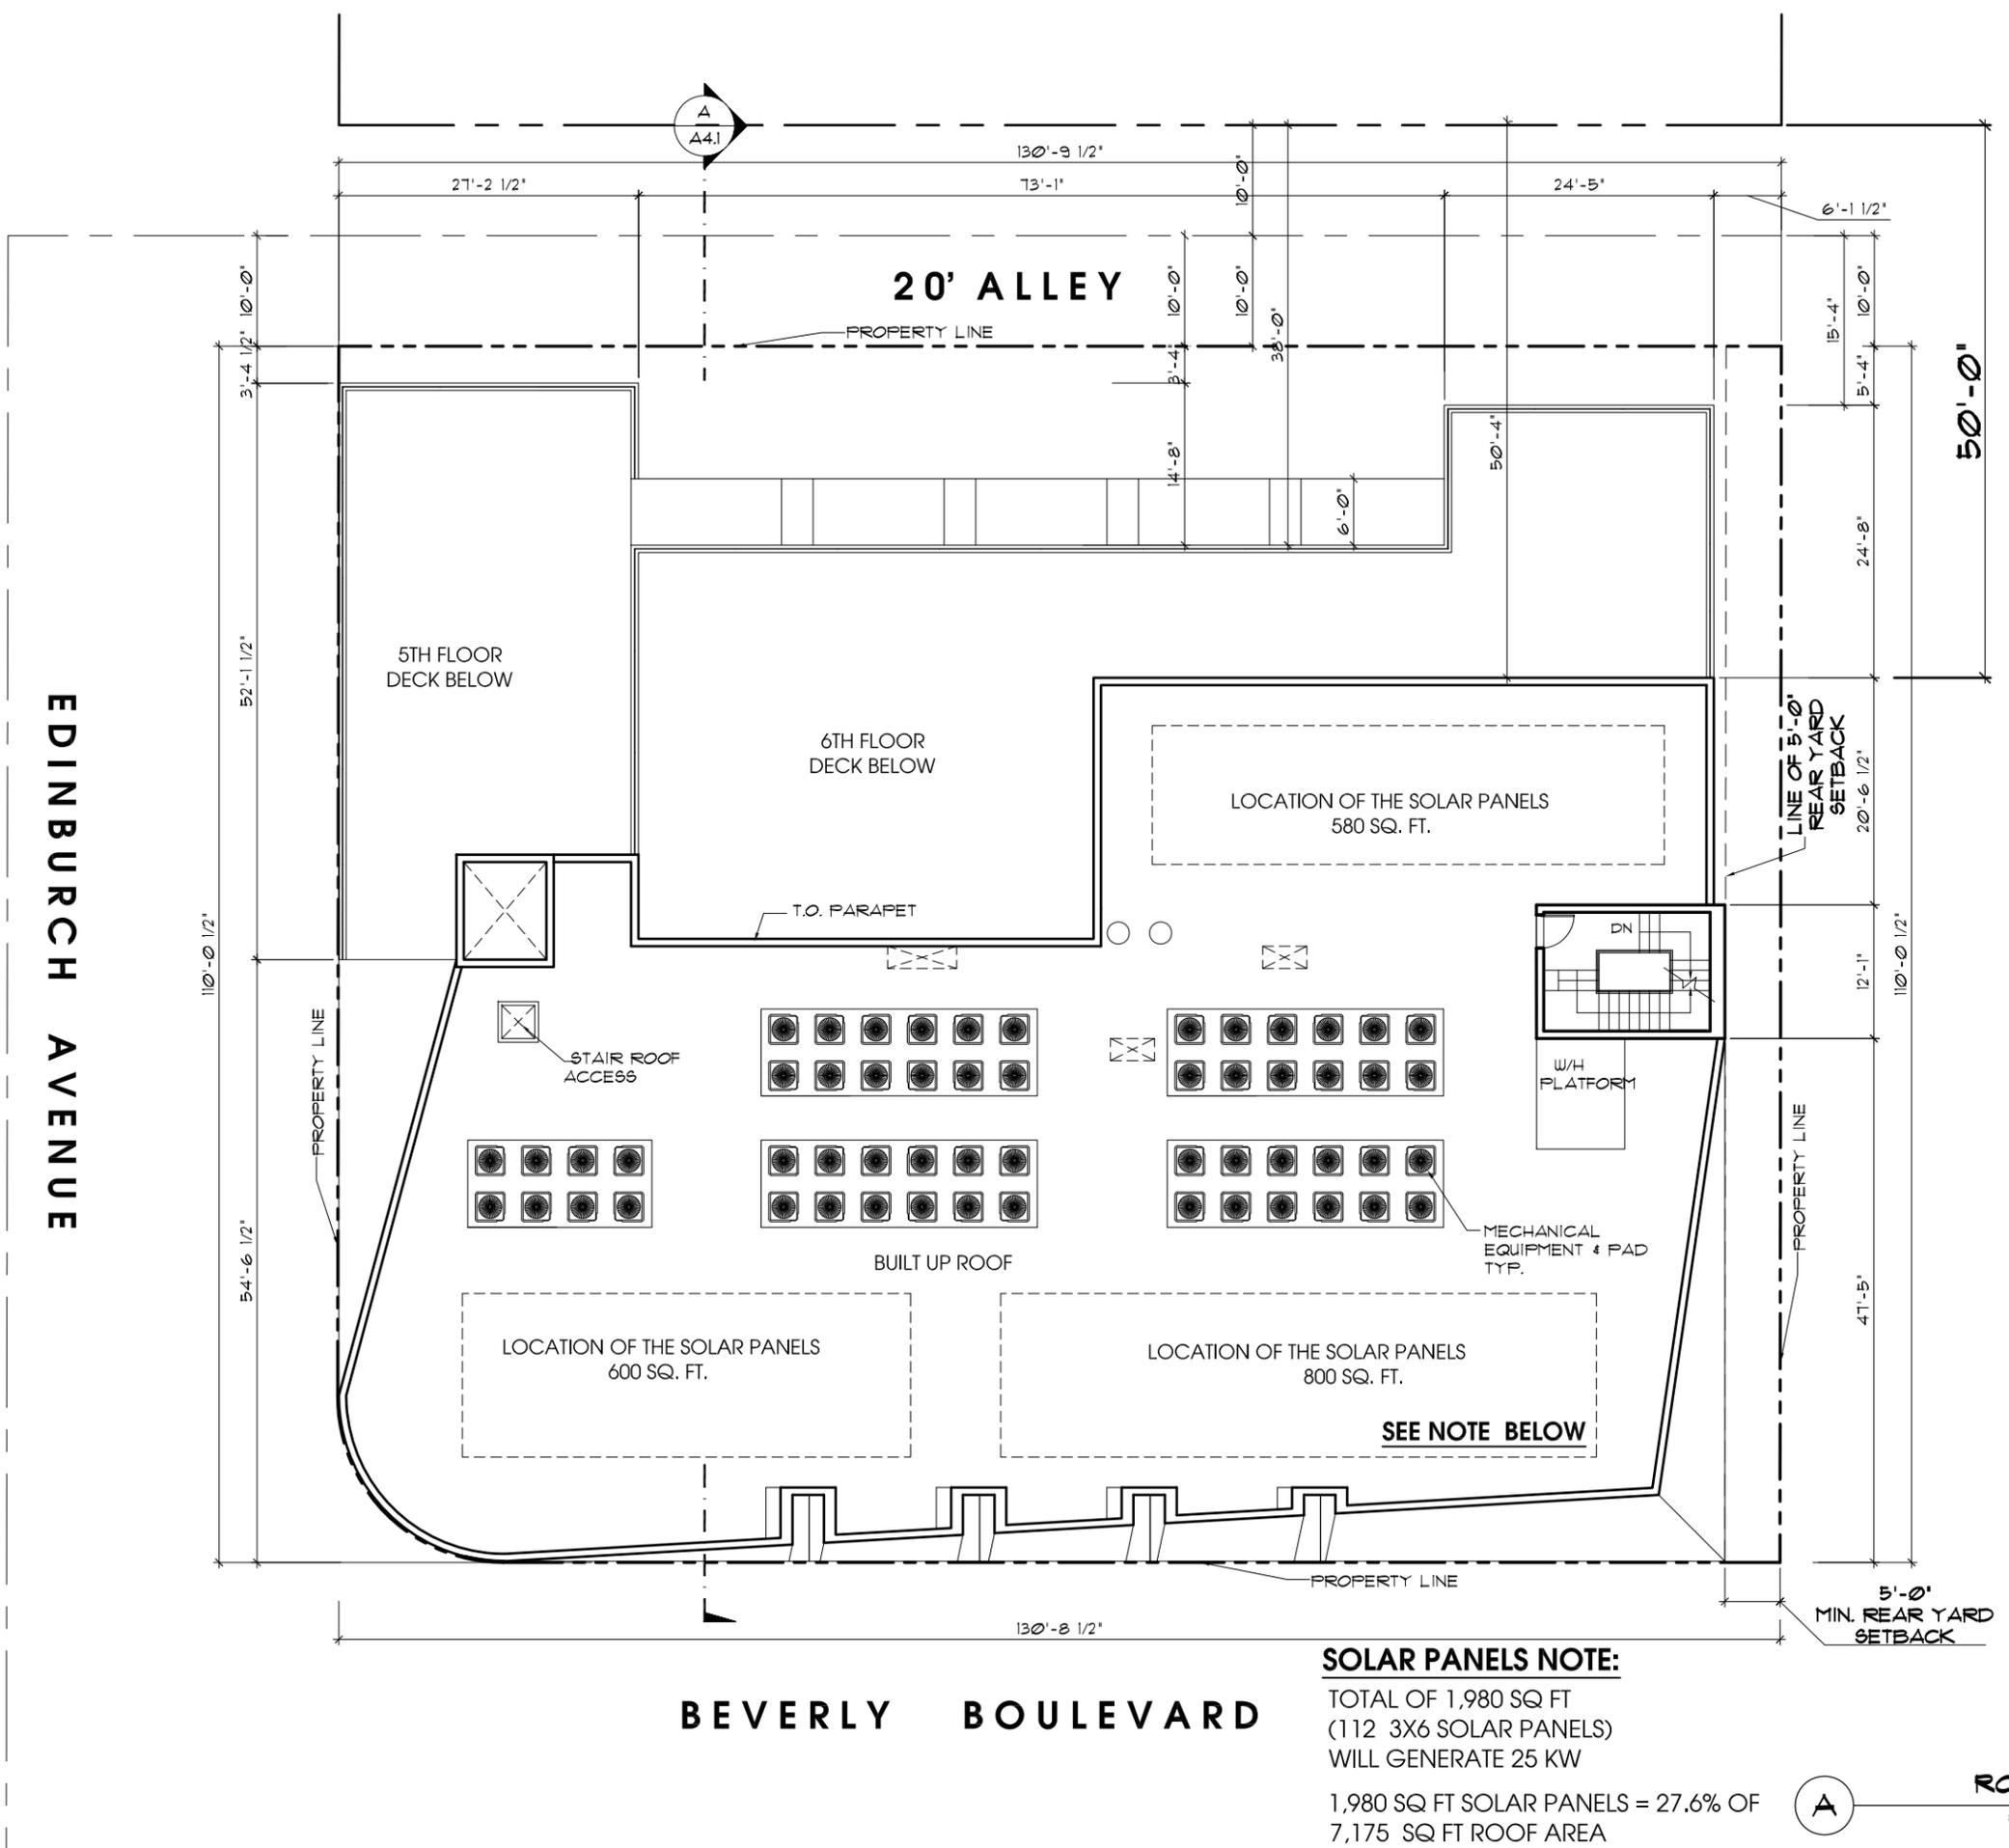 A
A4.1
130'-9 1/2"
27'-2 1/2"
73'-1"
24'-5"
6'-1 1/2"
10'-0"
10'-0"
10'-0"
10'-0"
10'-0"
20' ALLEY
PROPERTY LINE
3'-4 1/2"
3'-4"
38'-0"
15'-4"
5'-4"
50'-0"
14'-8"
6'-0"
50'-4"
24'-8"
52'-1 1/2"
5TH FLOOR
DECK BELOW
6TH FLOOR
DECK BELOW
LOCATION OF THE SOLAR PANELS
580 SQ. FT.
LINE OF 5'-0"
REAR YARD
SETBACK
20'-6 1/2"
EDINBURCH AVENUE
110'-0 1/2"
T.O. PARAPET
DN
12'-1"
110'-0 1/2"
PROPERTY LINE
STAIR ROOF
ACCESS
W/H
PLATFORM
PROPERTY LINE
MECHANICAL
EQUIPMENT & PAD
TYP.
BUILT UP ROOF
54'-6 1/2"
47'-5"
LOCATION OF THE SOLAR PANELS
600 SQ. FT.
LOCATION OF THE SOLAR PANELS
800 SQ. FT.
SEE NOTE BELOW
PROPERTY LINE
5'-0"
MIN. REAR YARD
SETBACK
130'-8 1/2"
BEVERLY BOULEVARD
SOLAR PANELS NOTE:
TOTAL OF 1,980 SQ FT
(112 3X6 SOLAR PANELS)
WILL GENERATE 25 KW
1,980 SQ FT SOLAR PANELS = 27.6% OF
7,175 SQ FT ROOF AREA
A